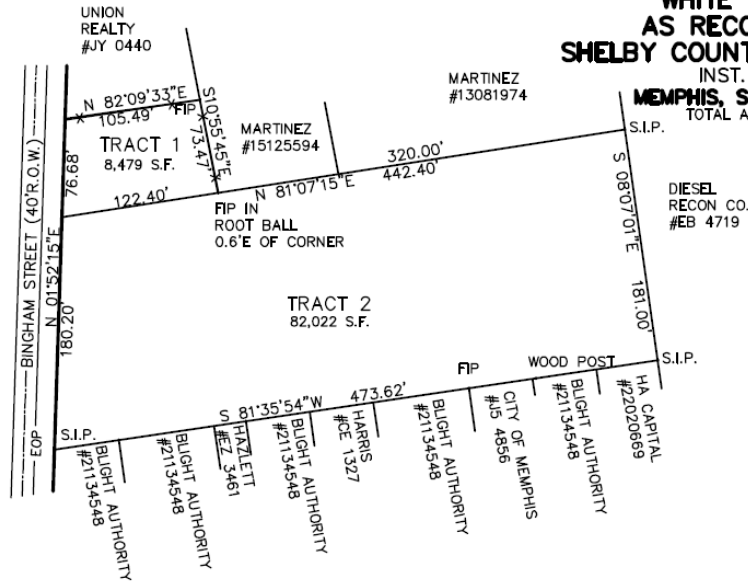 UNION
REALTY
#JY 0440
WHITE
AS RECO
SHELBY COUNT
INST.
MEMPHIS, S
TOTAL A
MARTINEZ
#13081974
N 82°09'33"E
105.49'
FIP
S10°55'45"E
73.47'
MARTINEZ
#15125594
TRACT 1
8,479 S.F.
76.68'
122.40'
320.00'
442.40'
N 81°07'15"E
S.I.P.
FIP IN
ROOT BALL
0.6'E OF CORNER
S 08°07'01"E
181.00'
DIESEL
RECON CO.
#EB 4719
BINGHAM STREET (40'R.O.W.)
N 01°52'15"E
180.20'
EOP
TRACT 2
82,022 S.F.
S 81°35'54"W
473.62'
FIP
WOOD POST
S.I.P.
S.I.P.
BLIGHT AUTHORITY
#21134548
BLIGHT AUTHORITY
#21134548
HAZLETT
#EZ 3461
BLIGHT AUTHORITY
#21134548
HARRIS
#CE 1327
BLIGHT AUTHORITY
#21134548
CITY OF MEMPHIS
#J5 4856
BLIGHT AUTHORITY
#21134548
HA CAPITAL
#22020669